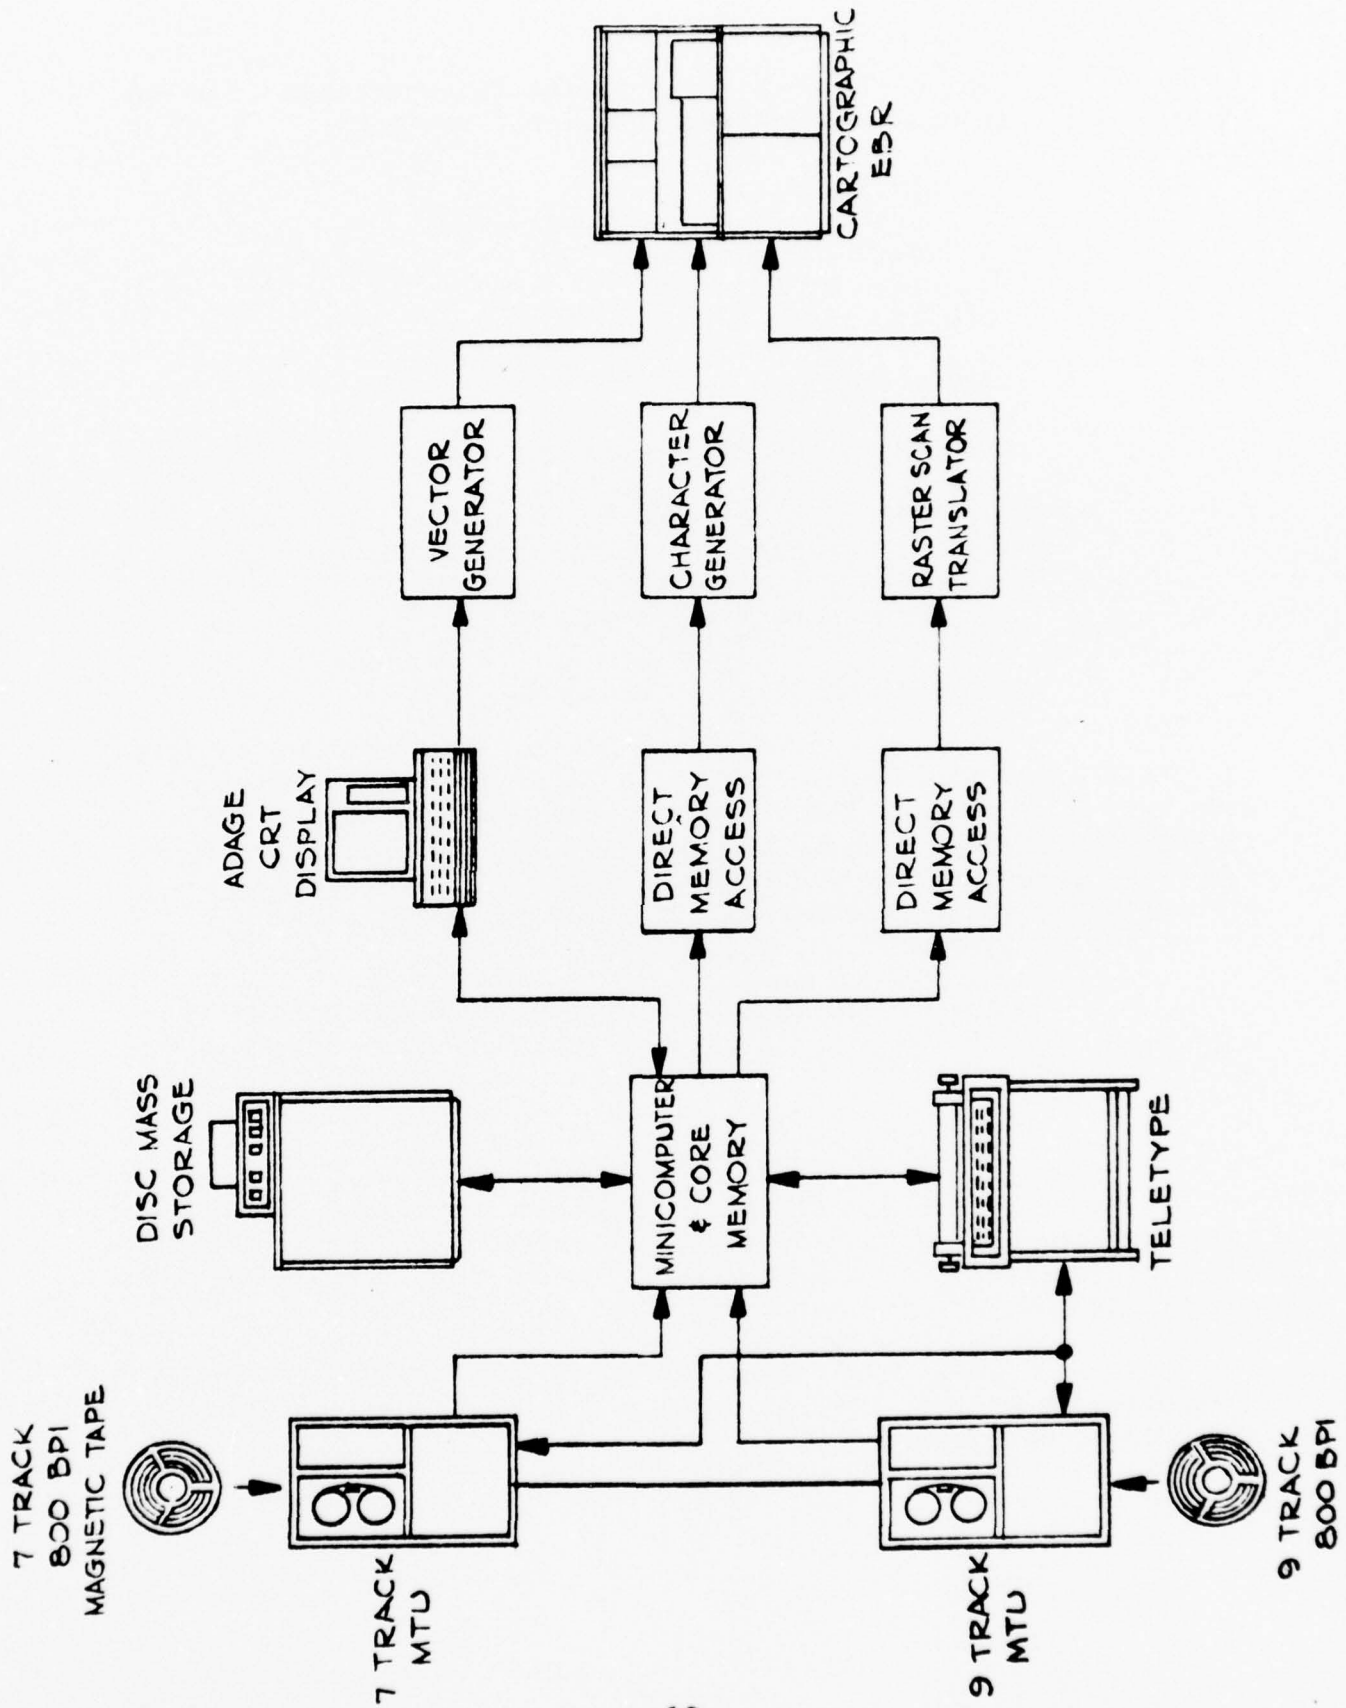 7 TRACK
800 BPI
MAGNETIC TAPE
7 TRACK
MTU
9 TRACK
MTU
9 TRACK
800 BPI
DISC MASS
STORAGE
MINICOMPUTER
& CORE
MEMORY
TELETYPE
ADAGE
CRT
DISPLAY
DIRECT
MEMORY
ACCESS
DIRECT
MEMORY
ACCESS
VECTOR
GENERATOR
CHARACTER
GENERATOR
RASTER SCAN
TRANSLATOR
CARTOGRAPHIC
EBR